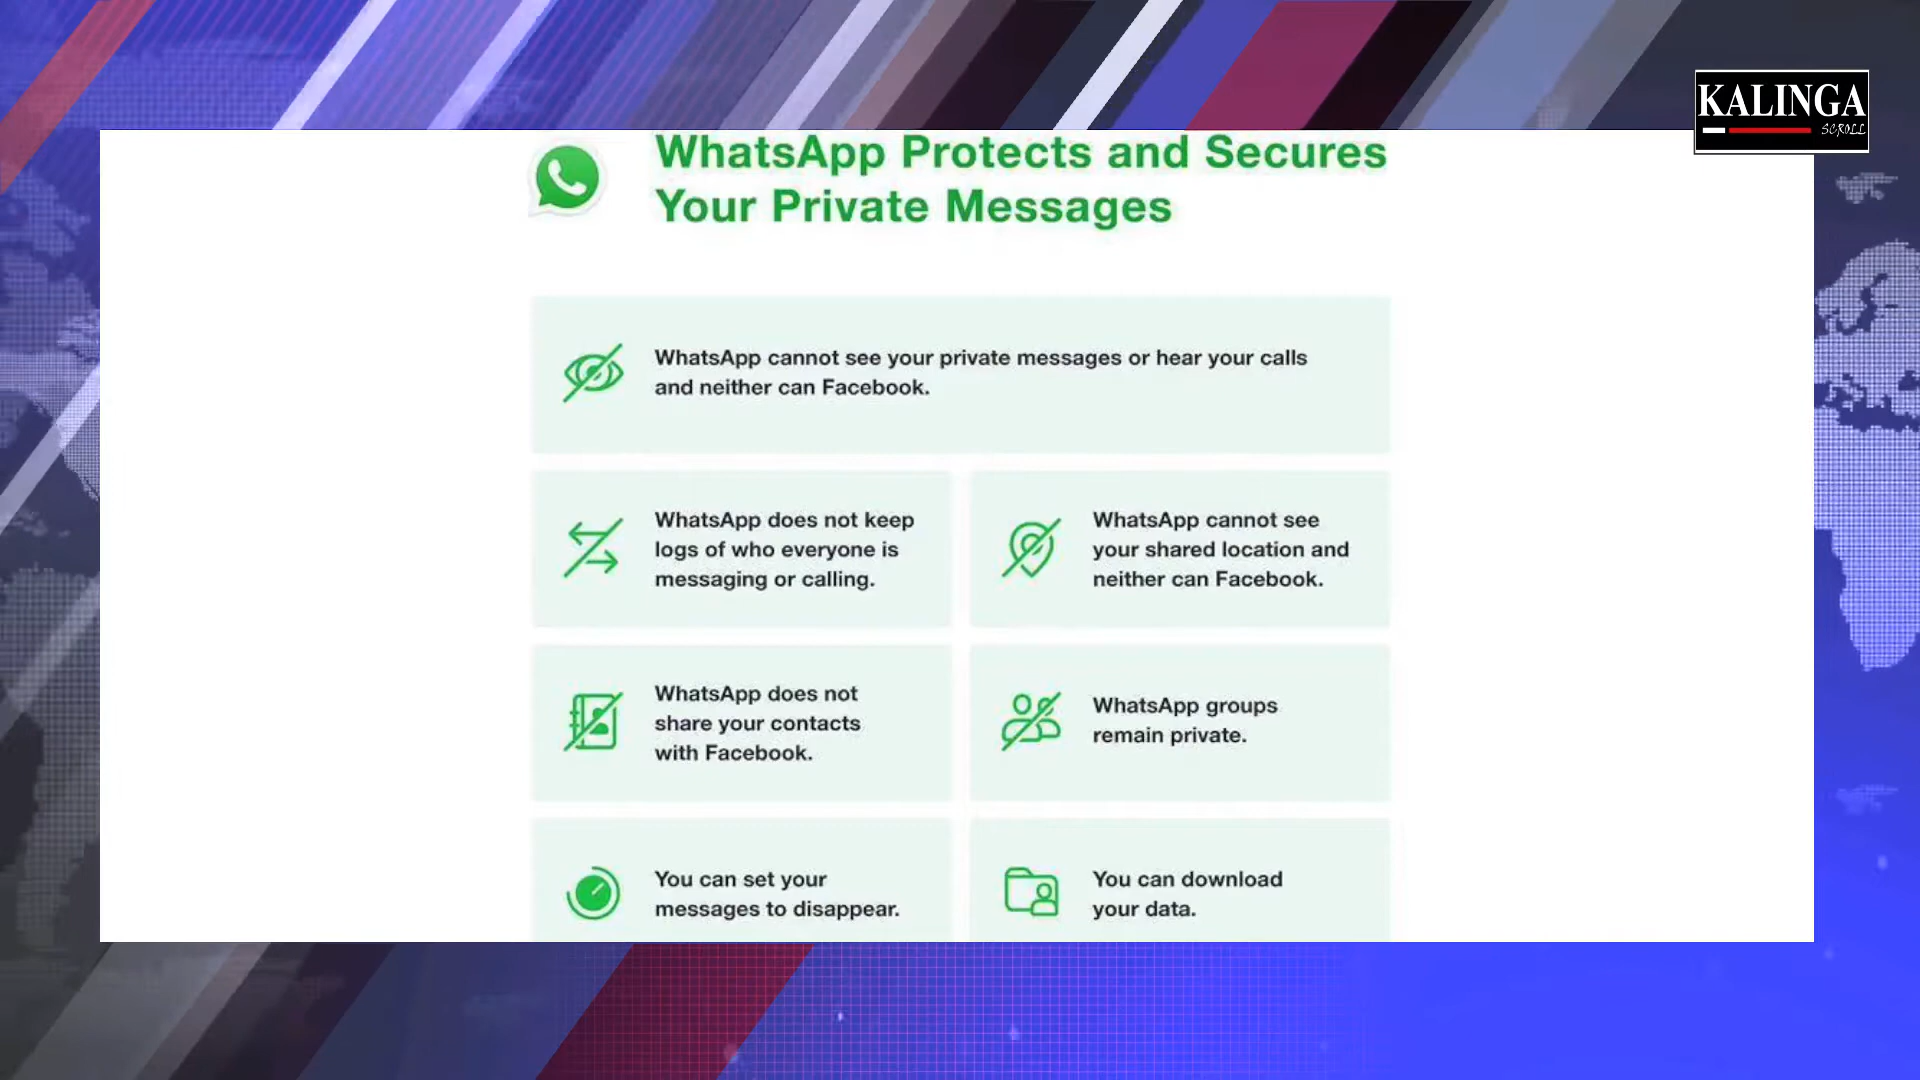 KALINGA
SCROLL
WhatsApp Protects and Secures
Your Private Messages
WhatsApp cannot see your private messages or hear your calls
and neither can Facebook.
WhatsApp does not keep
logs of who everyone is
messaging or calling.
WhatsApp cannot see
your shared location and
neither can Facebook.
WhatsApp does not
share your contacts
with Facebook.
WhatsApp groups
remain private.
You can set your
messages to disappear.
You can download
your data.